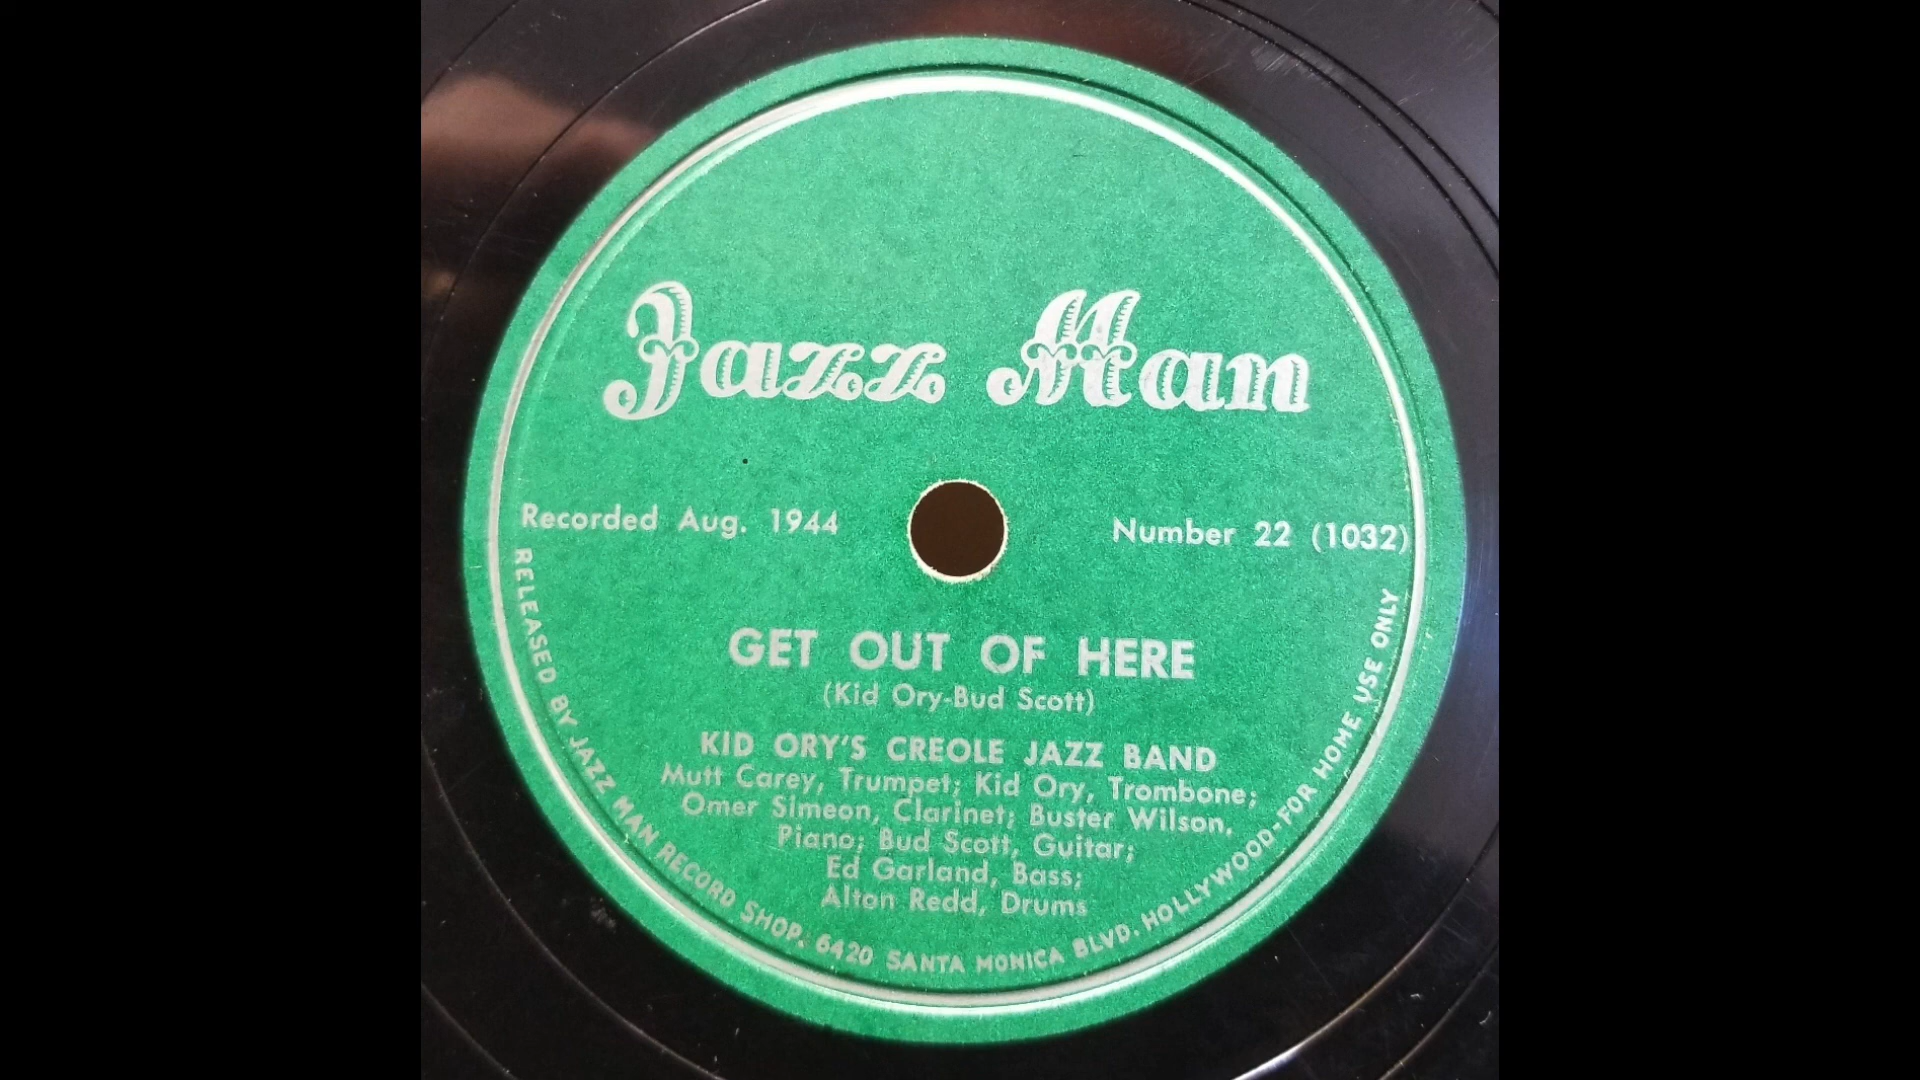 Jazz Man
Recorded Aug. 1944
Number 22 (1032)
GET OUT OF HERE
(Kid Ory-Bud Scott)
KID ORY'S CREOLE JAZZ BAND
Mutt Carey, Trumpet; Kid Ory, Trombone;
Omer Simeon, Clarinet; Buster Wilson,
Piano; Bud Scott, Guitar;
Ed Garland, Bass;
Alton Redd, Drums
RELEASED BY JAZZ MAN RECORD SHOP. 6420 SANTA MONICA BLVD. HOLLYWOOD-FOR HOME USE ONLY